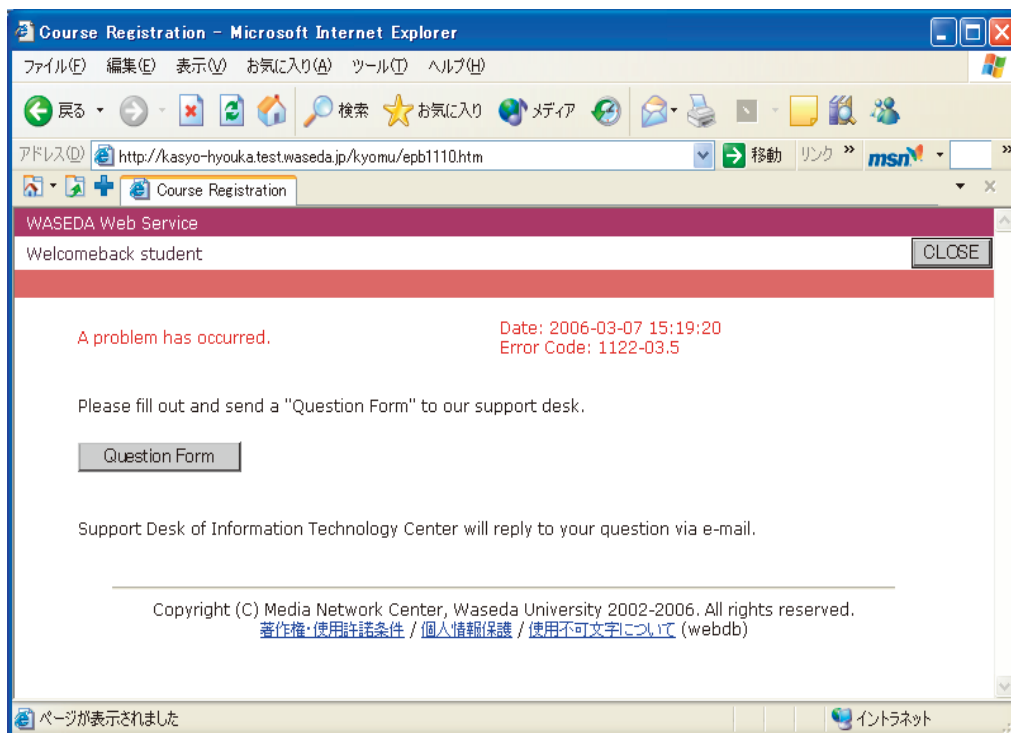 Course Registration - Microsoft Internet Explorer
ファイル(F) 編集(E) 表示(V) お気に入り(A) ツール(T) ヘルプ(H)
戻る 検索 お気に入り メディア
アドレス(D) http://kasyo-hyouka.test.waseda.jp/kyomu/epb1110.htm 移動 リンク » msn »
Course Registration
WASEDA Web Service
Welcomeback student CLOSE
A problem has occurred. Date: 2006-03-07 15:19:20
Error Code: 1122-03.5
Please fill out and send a "Question Form" to our support desk.
Question Form
Support Desk of Information Technology Center will reply to your question via e-mail.
Copyright (C) Media Network Center, Waseda University 2002-2006. All rights reserved.
著作権・使用許諾条件 / 個人情報保護 / 使用不可文字について (webdb)
ページが表示されました イントラネット